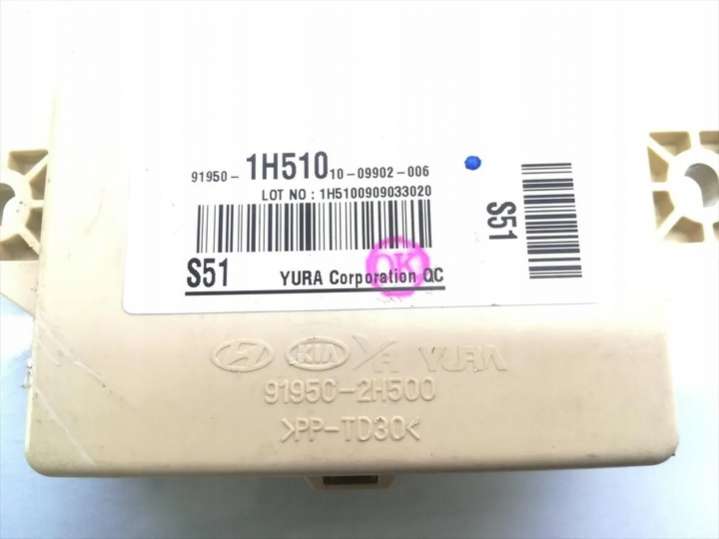 91950- 1H510 10-09902-006
LOT NO : 1H5100909033020
S51 YURA Corporation QC
OK
S51
KIA YURA
91950-2H500
>PP-TD30<